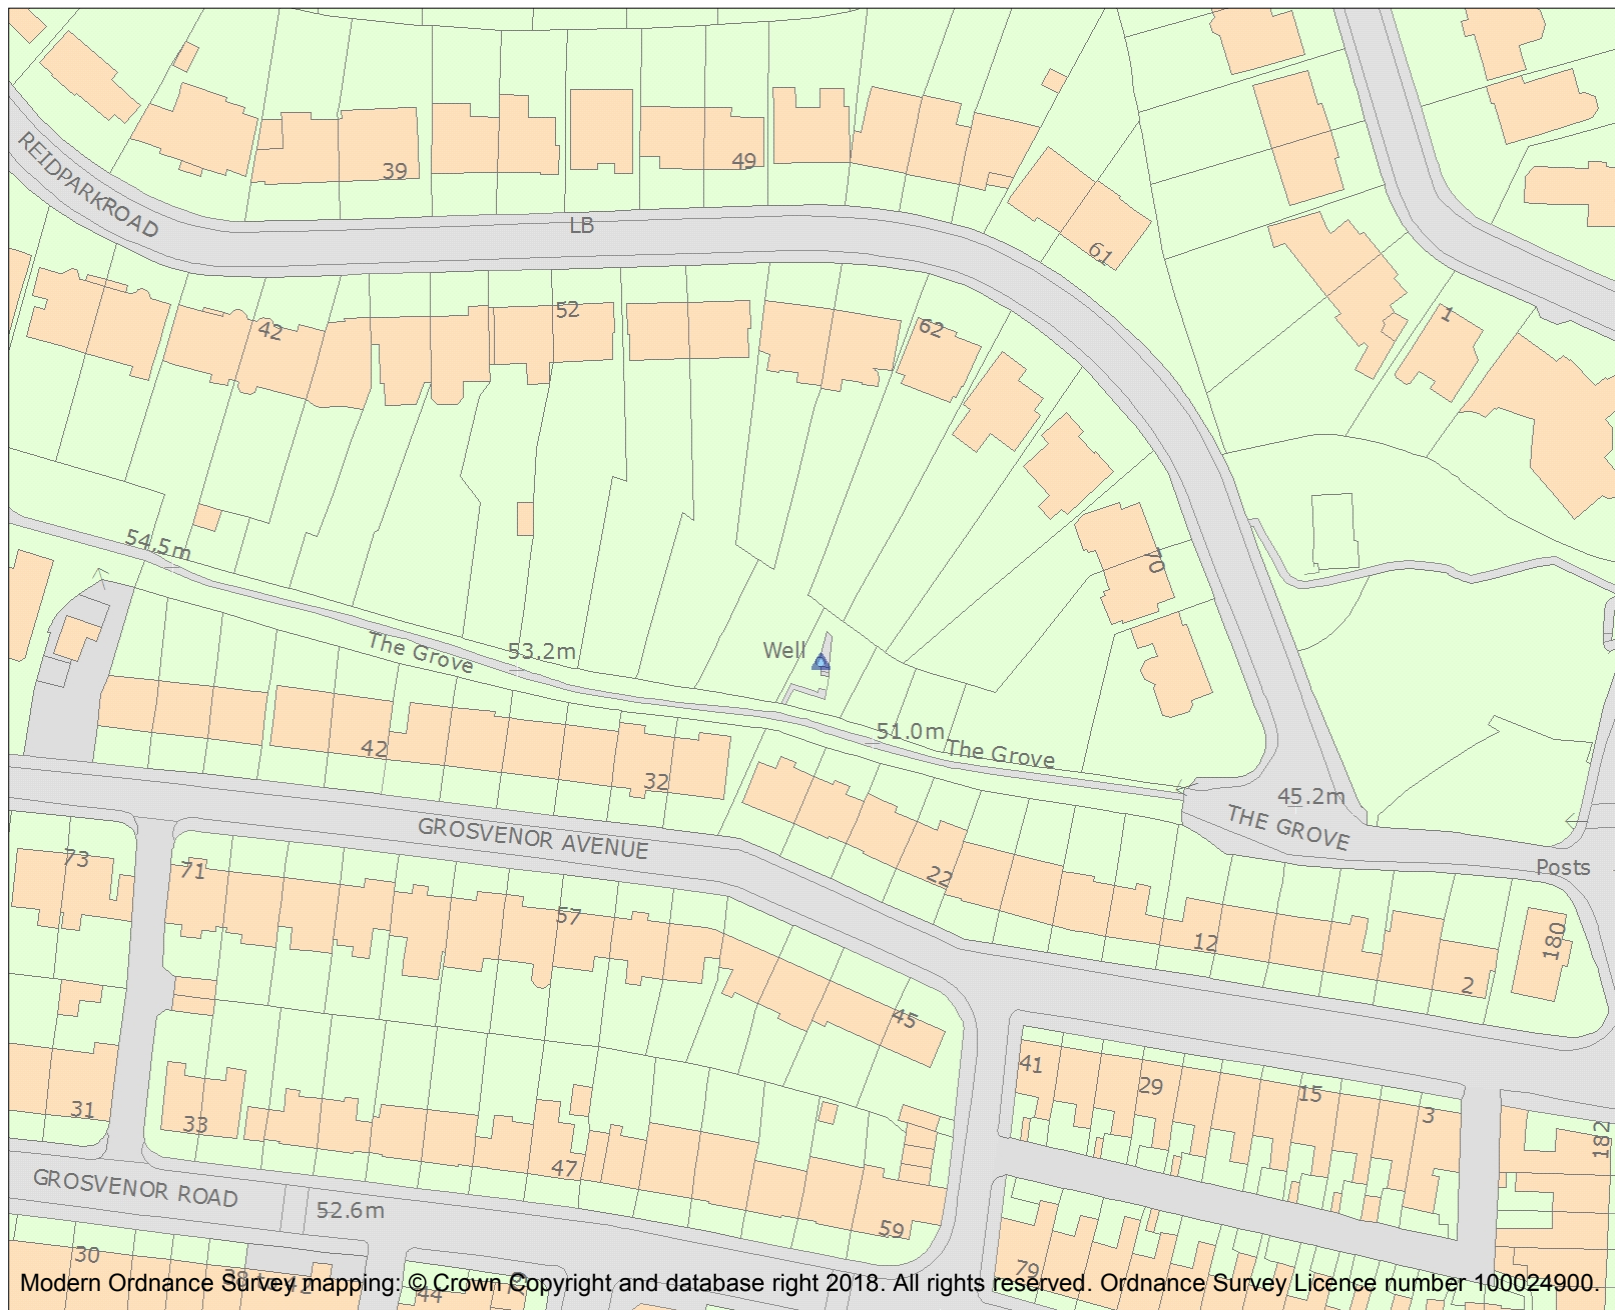 39
49
REIDPARKROAD
LB
61
52
1
42
62
54.5m
70
The Grove
53.2m
Well
51.0m
The Grove
42
32
45.2m
THE GROVE
GROSVENOR AVENUE
Posts
73
71
22
57
12
180
2
45
41
29
15
3
31
33
182
47
GROSVENOR ROAD
52.6m
59
30
79
44
Modern Ordnance Survey mapping: © Crown Copyright and database right 2018. All rights reserved. Ordnance Survey Licence number 100024900.